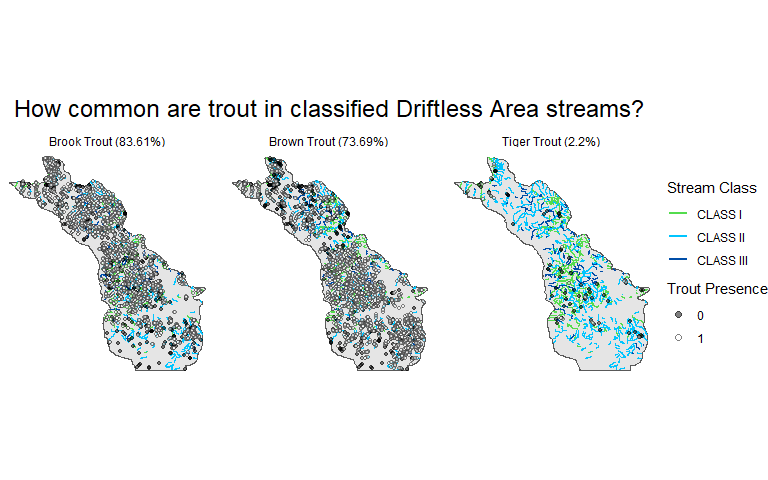 How common are trout in classified Driftless Area streams?
Brook Trout (83.61%)
Brown Trout (73.69%)
Tiger Trout (2.2%)
Stream Class
CLASS I
CLASS II
CLASS III
Trout Presence
0
1